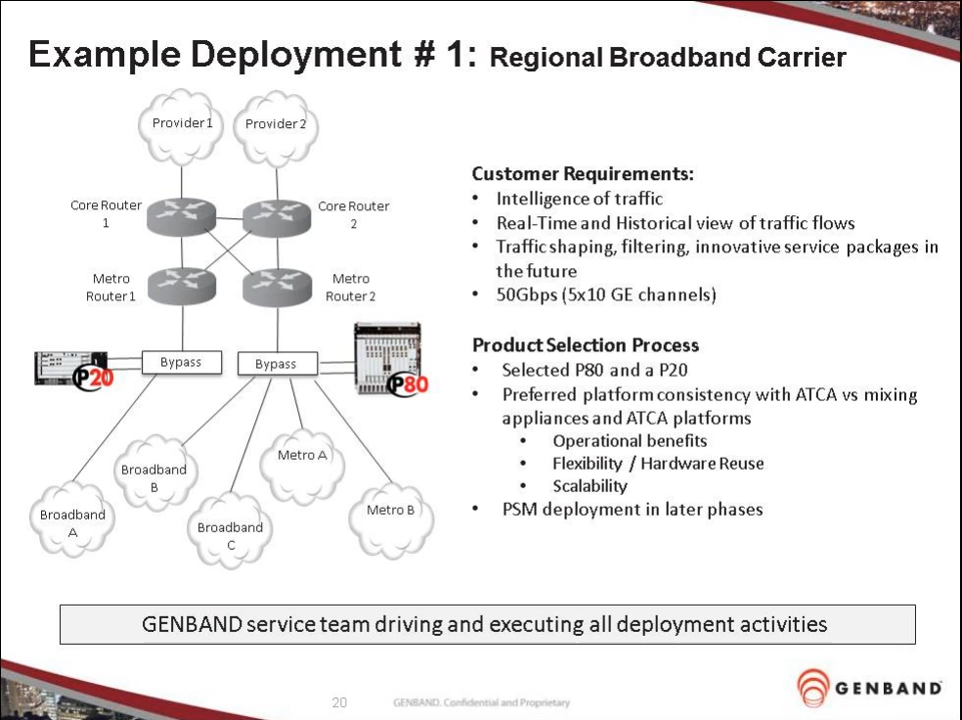 Example Deployment # 1: Regional Broadband Carrier
Provider 1
Provider 2
Core Router
1
Core Router
2
Metro
Router 1
Metro
Router 2
Bypass
Bypass
P20
P80
Broadband
A
Broadband
B
Broadband
C
Metro A
Metro B
Customer Requirements:
• Intelligence of traffic
• Real-Time and Historical view of traffic flows
• Traffic shaping, filtering, innovative service packages in
the future
• 50Gbps (5x10 GE channels)
Product Selection Process
• Selected P80 and a P20
• Preferred platform consistency with ATCA vs mixing
appliances and ATCA platforms
• Operational benefits
• Flexibility / Hardware Reuse
• Scalability
• PSM deployment in later phases
GENBAND service team driving and executing all deployment activities
20
GENBAND. Confidential and Proprietary
GENBAND